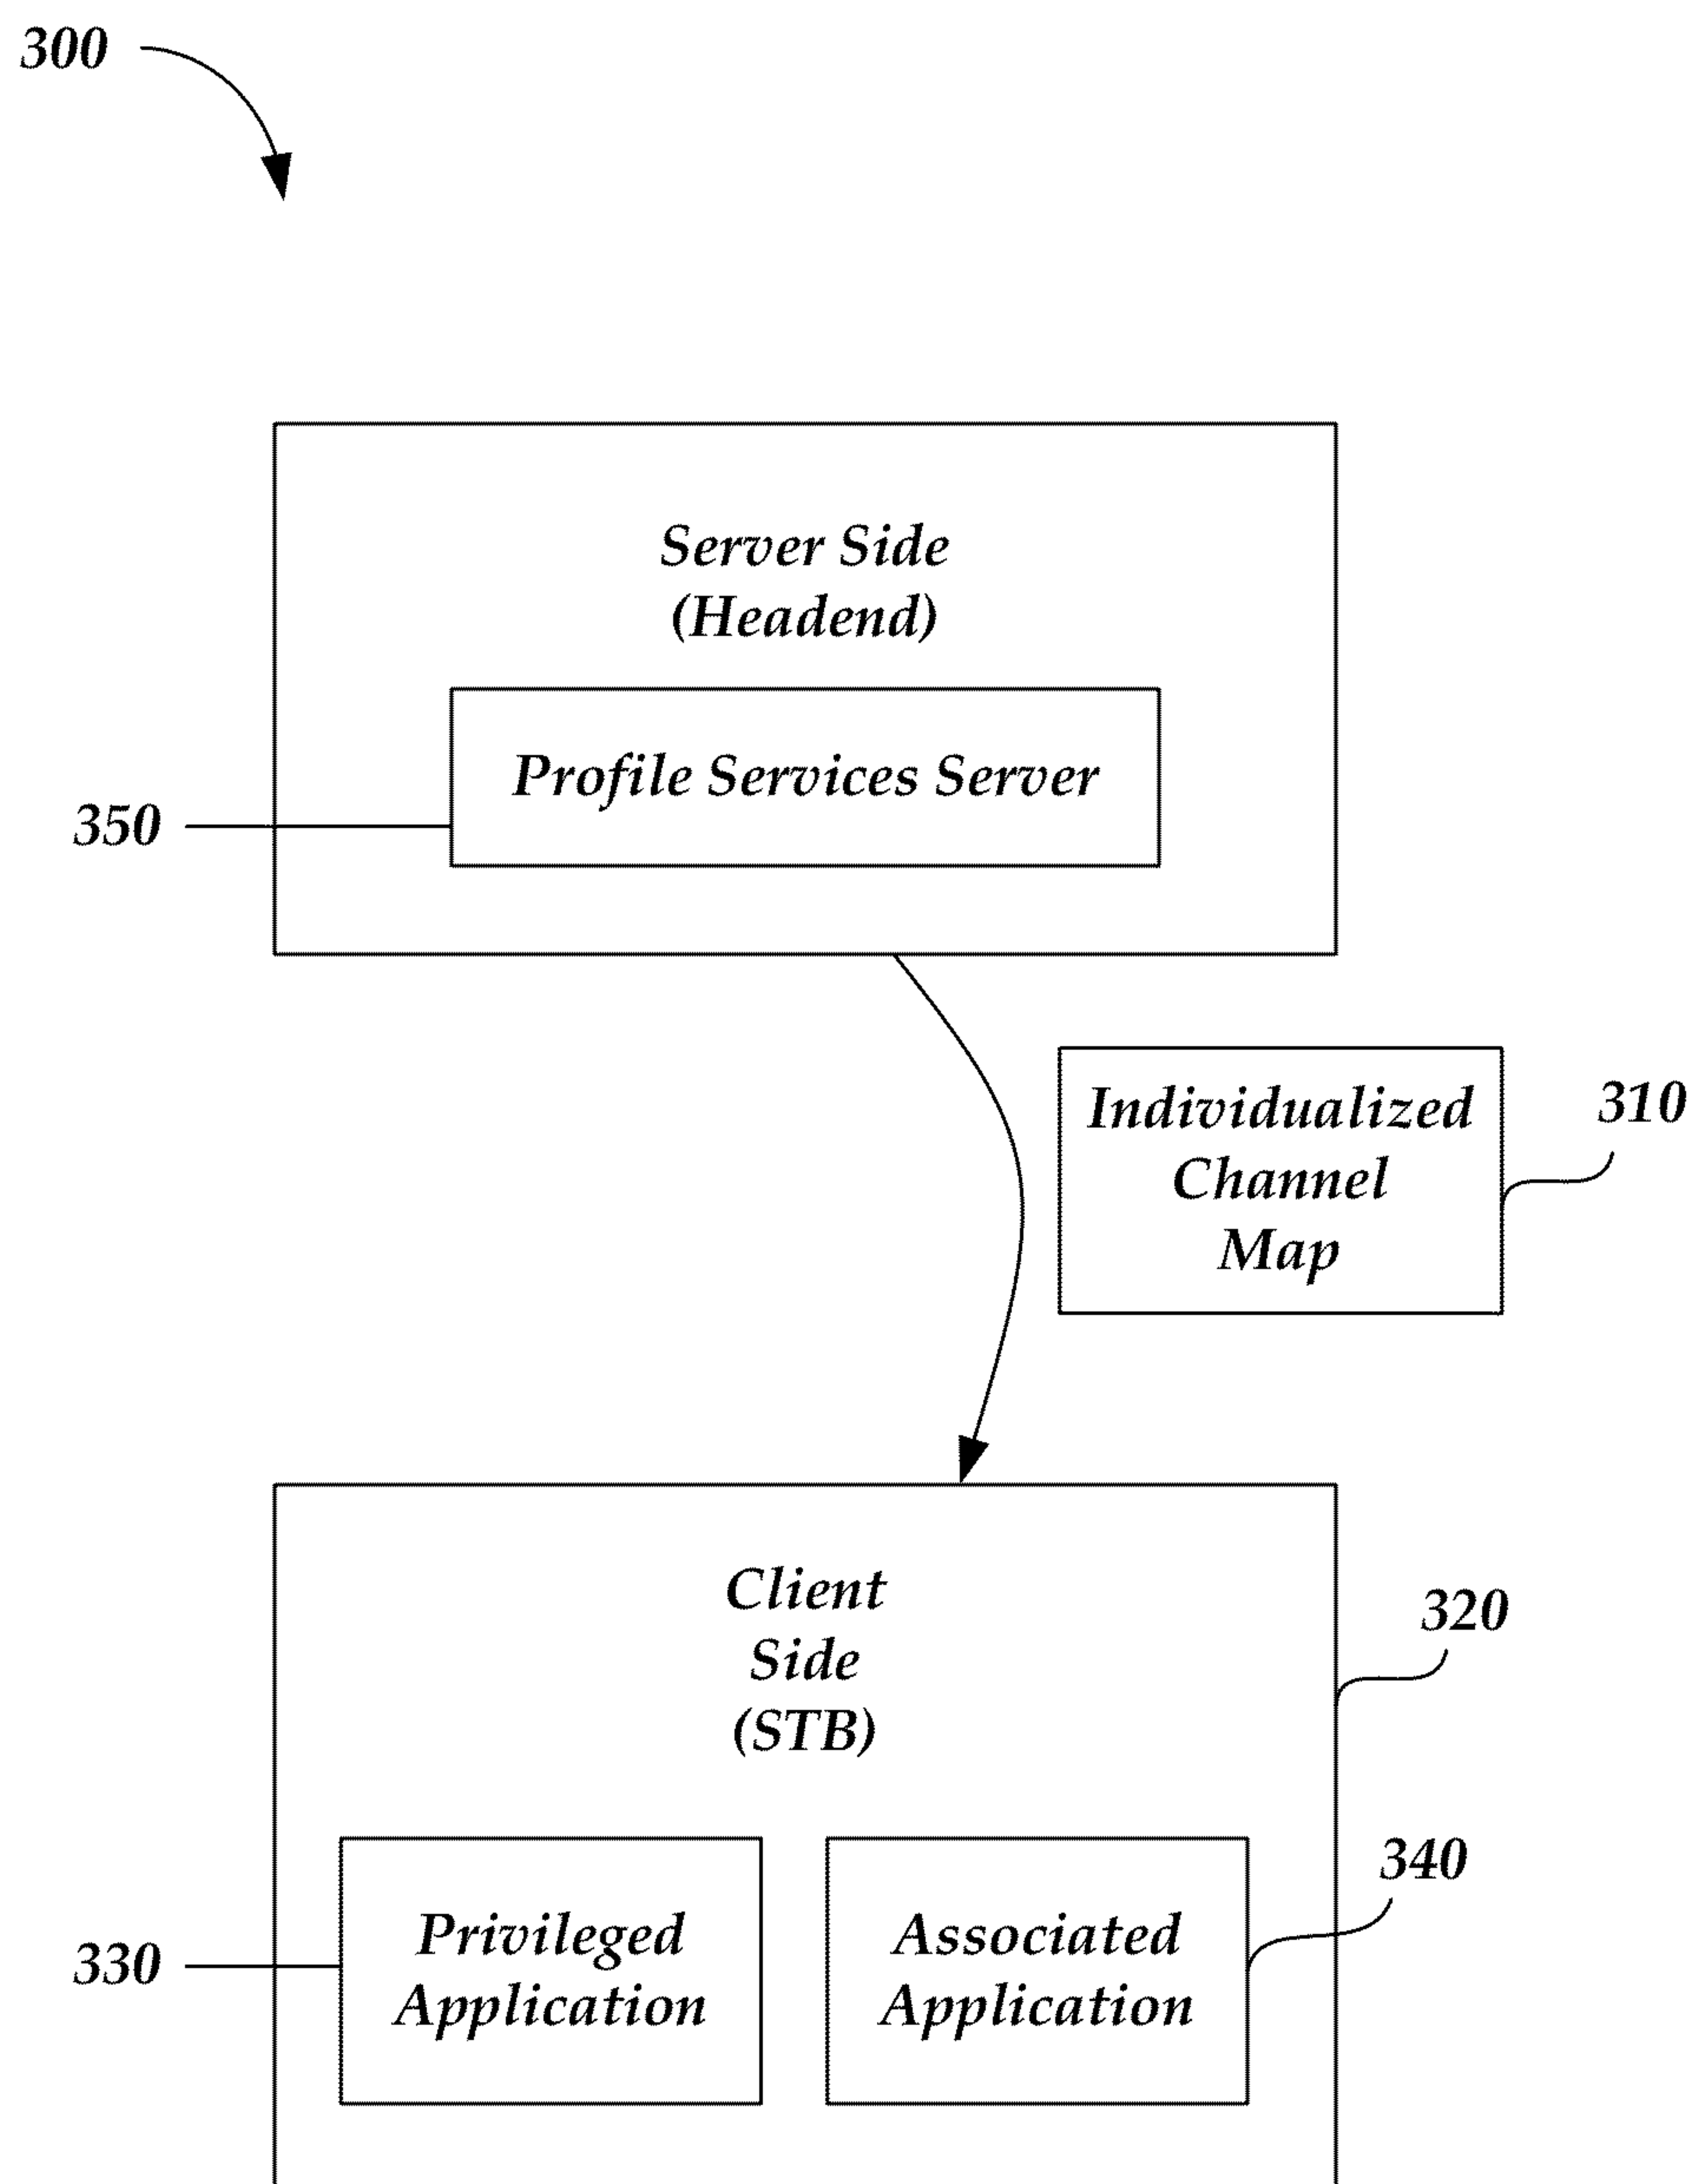 300
Server Side
(Headend)
Profile Services Server
350
Individualized
Channel
Map
310
Client
Side
(STB)
320
Privileged
Application
330
Associated
Application
340